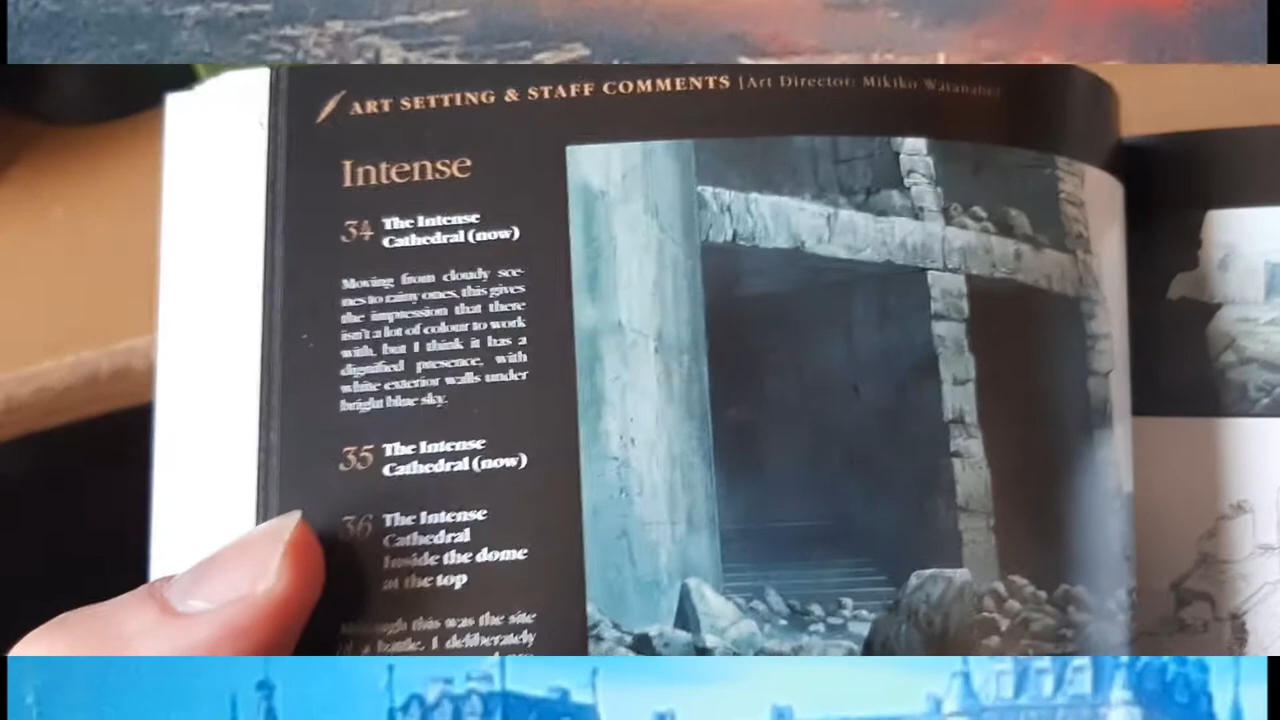 ART SETTING & STAFF COMMENTS [Art Director: Mikiko Watanabe]
Intense
34 The Intense
Cathedral (now)
Moving from cloudy sce-
nes to rainy ones, this gives
the impression that there
isn't a lot of colour to work
with, but I think it has a
dignified presence, with
white exterior walls under
bright blue sky.
35 The Intense
Cathedral (now)
36 The Intense
Cathedral
Inside the dome
at the top
this was the site
of a battle, I deliberately